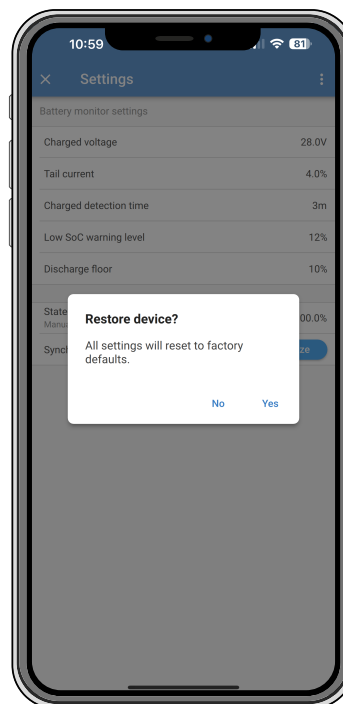 10:59
81
Settings
Battery monitor settings
Charged voltage 28.0V
Tail current 4.0%
Charged detection time 3m
Low SoC warning level 12%
Discharge floor 10%
Restore device?
All settings will reset to factory
defaults.
No Yes